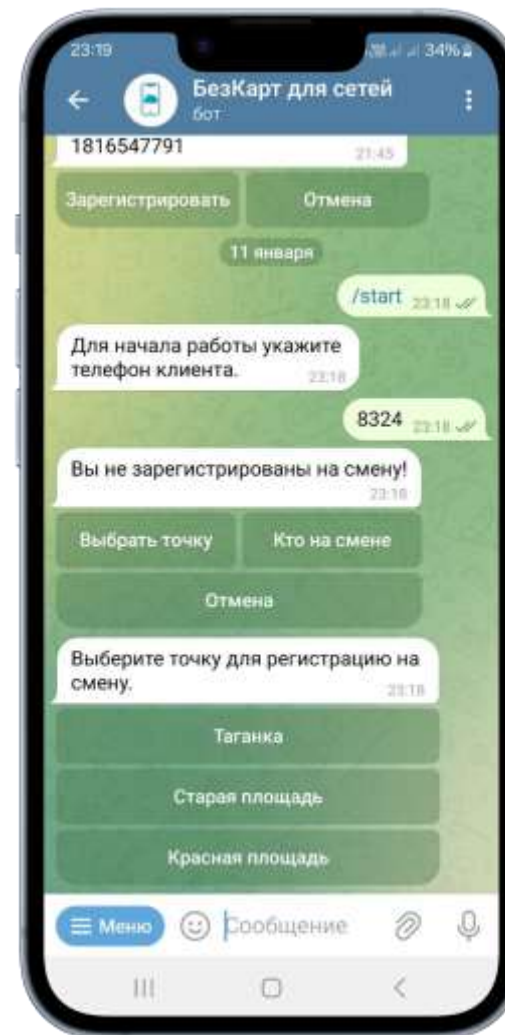 23:19
34%
БезКарт для сетей
бот
1816547791
21:45
Зарегистрировать Отмена
11 января
/start 23:18
Для начала работы укажите
телефон клиента.
23:18
8324 23:18
Вы не зарегистрированы на смену!
23:18
Выбрать точку Кто на смене
Отмена
Выберите точку для регистрацию на
смену.
23:18
Таганка
Старая площадь
Красная площадь
Меню Сообщение